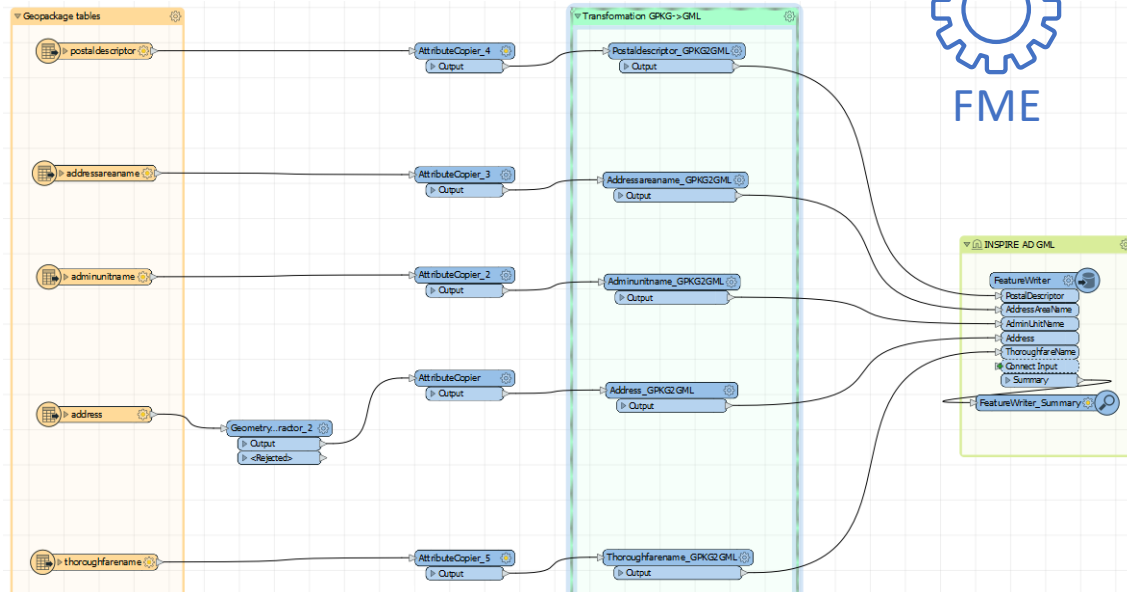 Geopackage tables
Transformation GPKG->GML
FME
postaldescriptor
AttributeCopier_4
Output
Postaldescriptor_GPKG2GML
Output
addressareaname
AttributeCopier_3
Output
Addressareaname_GPKG2GML
Output
adminunitname
AttributeCopier_2
Output
Adminunitname_GPKG2GML
Output
INSPIRE AD GML
FeatureWriter
PostalDescriptor
AddressAreaName
AdminUnitName
Address
ThoroughfareName
Connect Input
Summary
FeatureWriter_Summary
address
Geometry...ractor_2
Output
<Rejected>
AttributeCopier
Output
Address_GPKG2GML
Output
thoroughfarename
AttributeCopier_5
Output
Thoroughfarename_GPKG2GML
Output